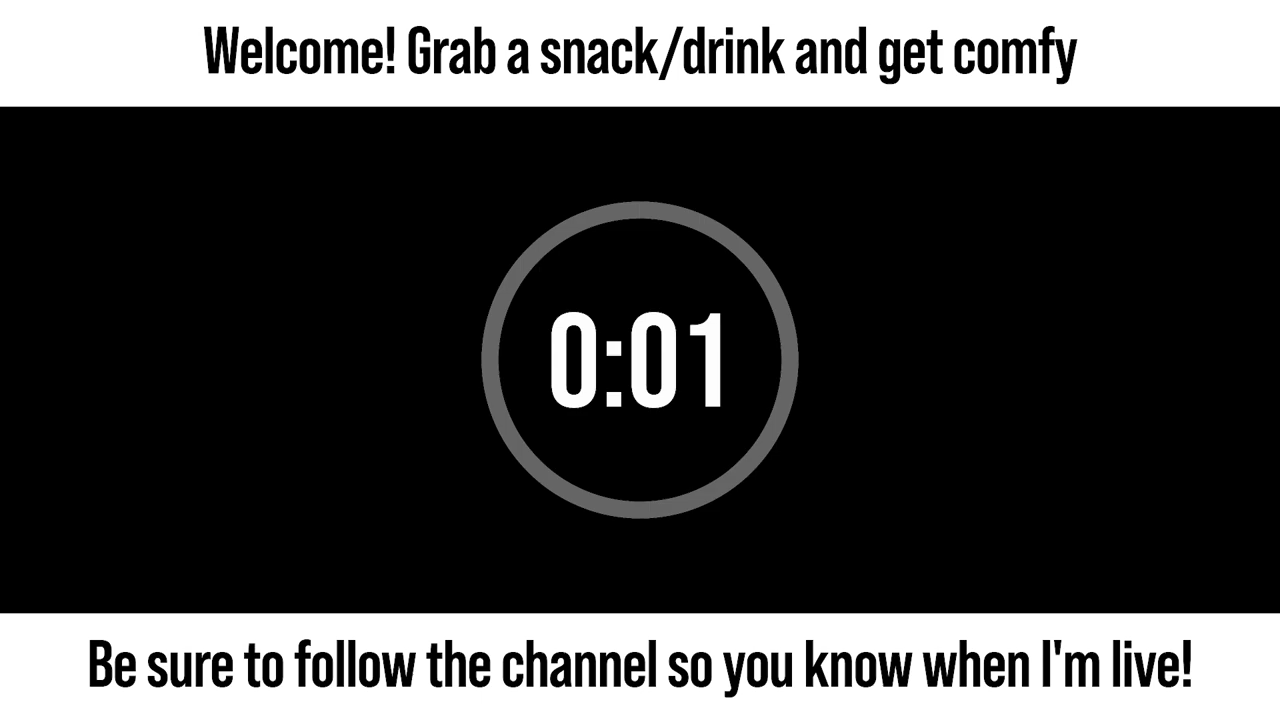 Welcome! Grab a snack/drink and get comfy
0:01
Be sure to follow the channel so you know when I'm live!